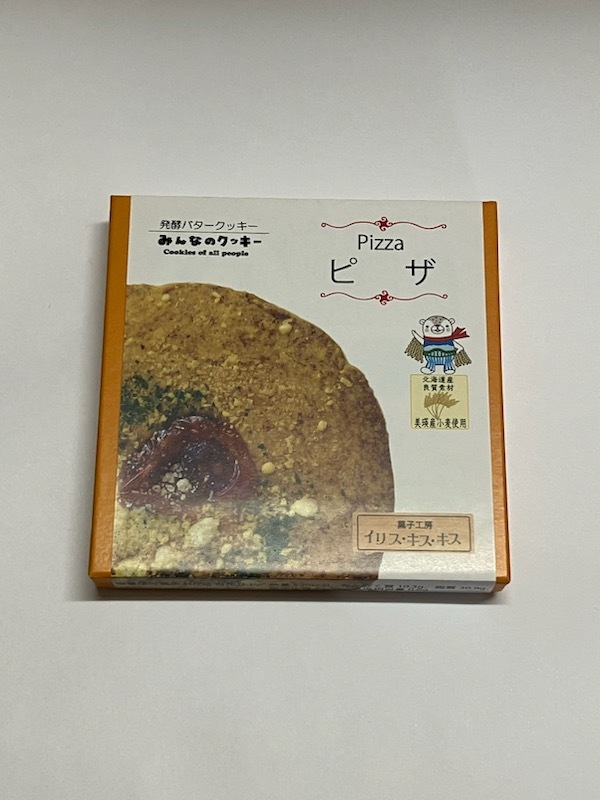 発酵バタークッキー
みんなのクッキー
Cookies of all people
Pizza
ピザ
北海道産
良質素材
美瑛産小麦使用
菓子工房
イリス・キス・キス